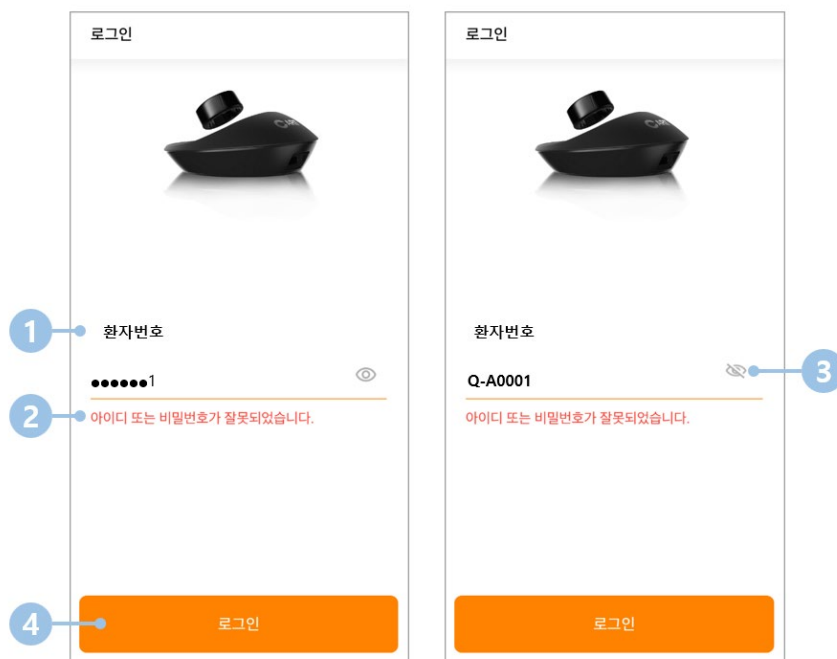 로그인
환자번호
●●●●●●1
아이디 또는 비밀번호가 잘못되었습니다.
로그인
1
2
4
로그인
환자번호
Q-A0001
아이디 또는 비밀번호가 잘못되었습니다.
로그인
3